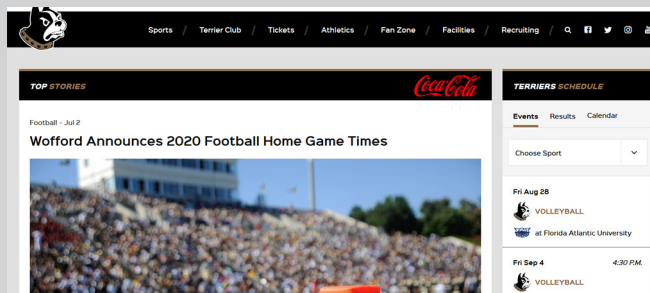 Sports / Terrier Club / Tickets / Athletics / Fan Zone / Facilities / Recruiting /
TOP STORIES
Coca-Cola
Football - Jul 2
Wofford Announces 2020 Football Home Game Times
TERRIERS SCHEDULE
Events Results Calendar
Choose Sport
Fri Aug 28
VOLLEYBALL
at Florida Atlantic University
Fri Sep 4 4:30 P.M.
VOLLEYBALL